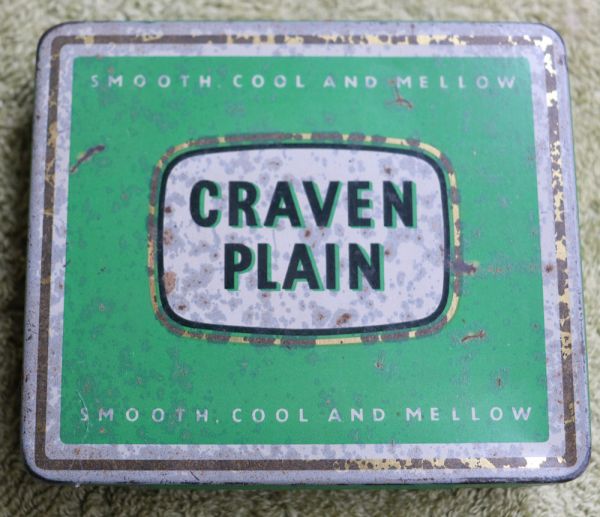 SMOOTH, COOL AND MELLOW
CRAVEN
PLAIN
SMOOTH, COOL AND MELLOW